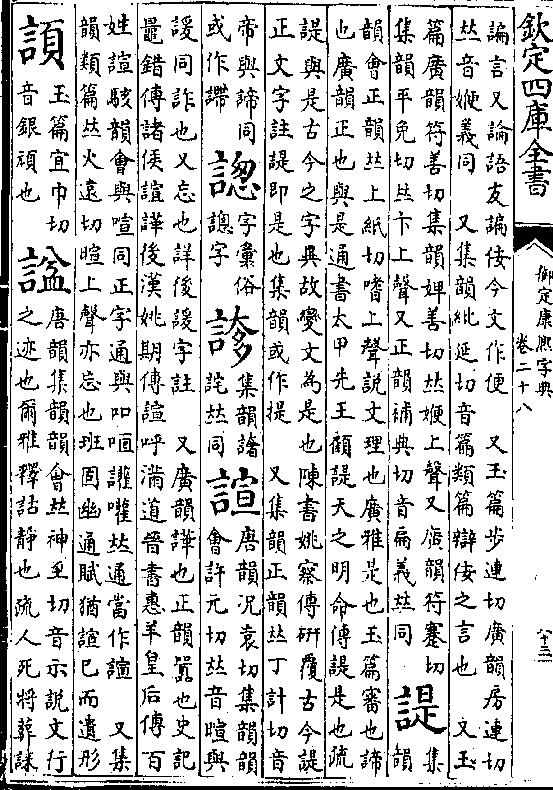 欽定四庫全書
御定康熙字典
卷二十八
六十三
諞言又論語友諞佞今文作便 又玉篇步連切廣韻房連切
𠀤音㛹義同 又集韻紕延切音篇類篇辯佞之言也 又玉
篇廣韻符善切集韻婢善切𠀤㛹上聲又唐韻符蹇切
集韻平免切𠀤卞上聲又正韻補典切音扁義𠀤同
諟
集
韻
韻會正韻𠀤上紙切嗜上聲說文理也廣雅是也玉篇審也諦
也廣韻正也與是通書太甲先王顧諟天之明命傳諟是也疏
諟與是古今之字異故變文為是也陳書姚察傳硏覆古今諟
正文字註諟即是也集韻或作提 又集韻正韻𠀤丁計切音
帝與諦同
或作
字彙俗
謥字
集韻譇
詫𠀤同
諠
唐韻況袁切集韻韻
會許元切𠀤音暄與
諼同詐也又忘也詳後諼字註 又廣韻譁也正韻也史記
鼂錯傳諸侯諠譁後漢姚期傳諠呼滿道晉書惠羊皇后傳百
姓諠駭韻會與喧同正字通與吅咺讙嚾𠀤通當作諠 又集
韻類篇𠀤火遠切暄上聲亦忘也班固幽通賦猶諠已而遺形
玉篇宜巾切
音銀頑也
諡
唐韻集韻韻會𠀤神至切音示說文行
之迹也爾雅釋詁靜也疏人死將葬誄